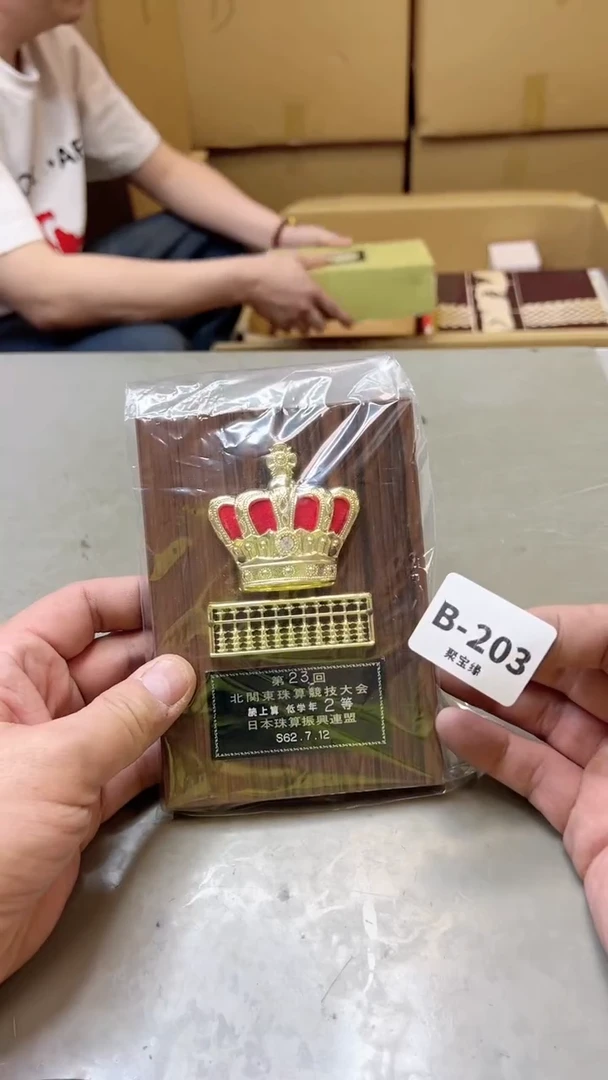 第23回
北関東珠算競技大会
読上算 低学年 2等
日本珠算振興連盟
S62.7.12
B-203
聚宝缘